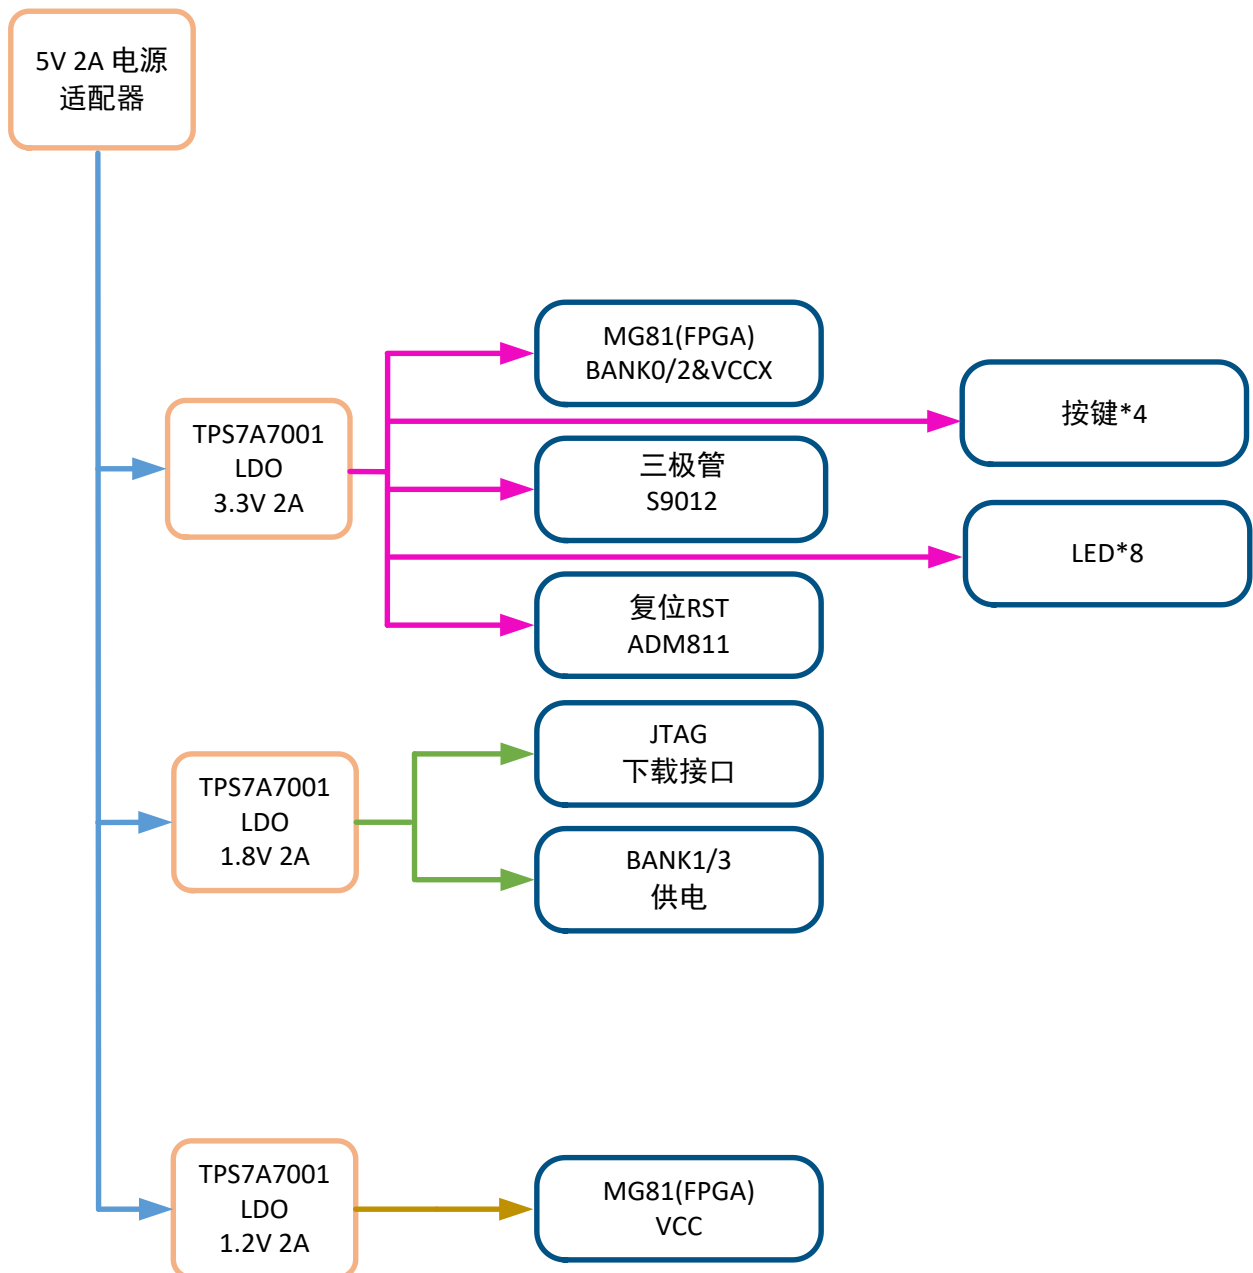 5V 2A 电源
适配器
MG81(FPGA)
BANK0/2&VCCX
按键*4
TPS7A7001
LDO
3.3V 2A
三极管
S9012
LED*8
复位RST
ADM811
JTAG
下载接口
TPS7A7001
LDO
1.8V 2A
BANK1/3
供电
TPS7A7001
LDO
1.2V 2A
MG81(FPGA)
VCC